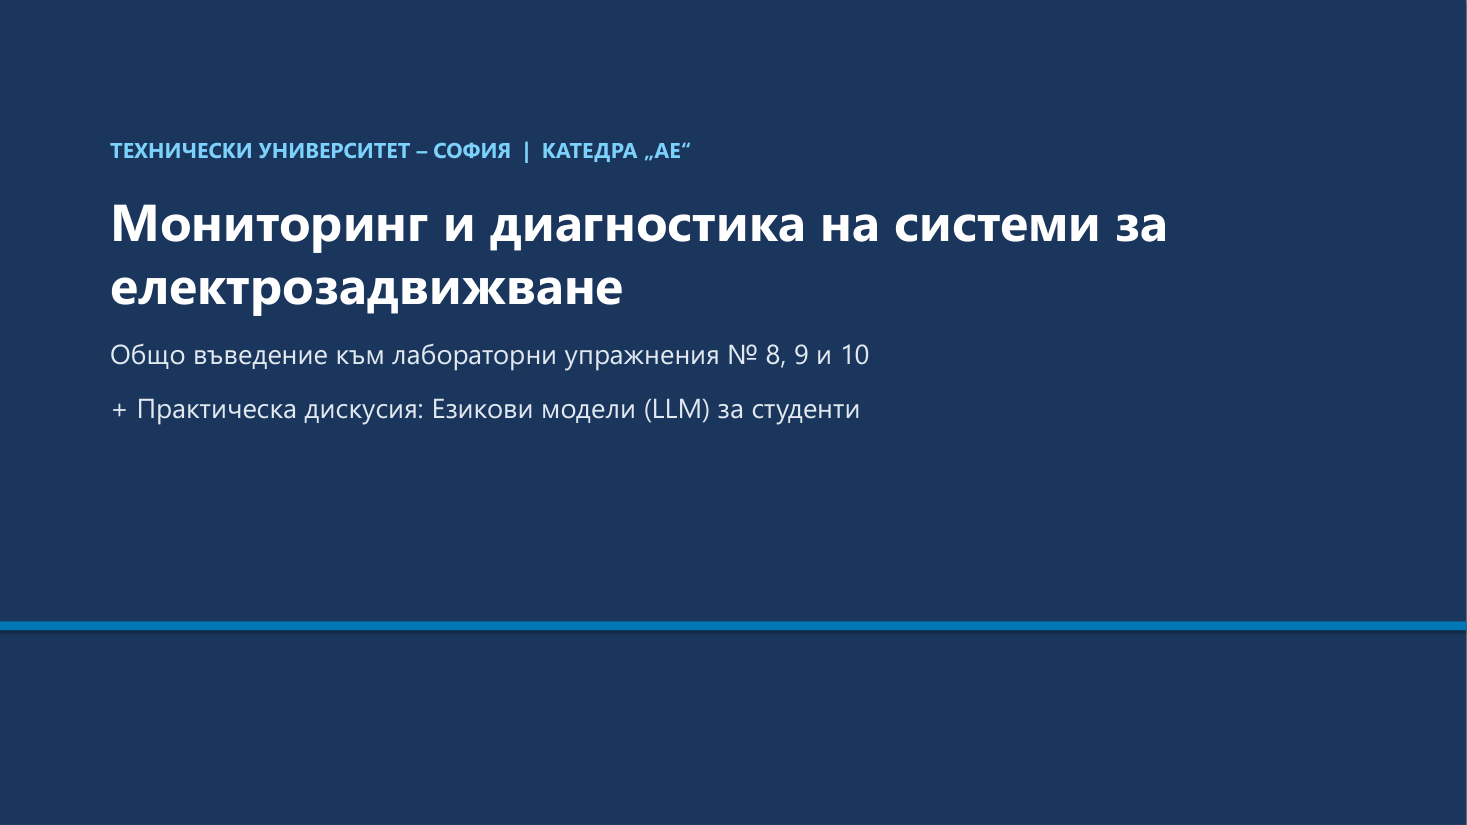 ТЕХНИЧЕСКИ УНИВЕРСИТЕТ – СОФИЯ | КАТЕДРА „АЕ“
Мониторинг и диагностика на системи за
електрозадвижване
Общо въведение към лабораторни упражнения № 8, 9 и 10
+ Практическа дискусия: Езикови модели (LLM) за студенти